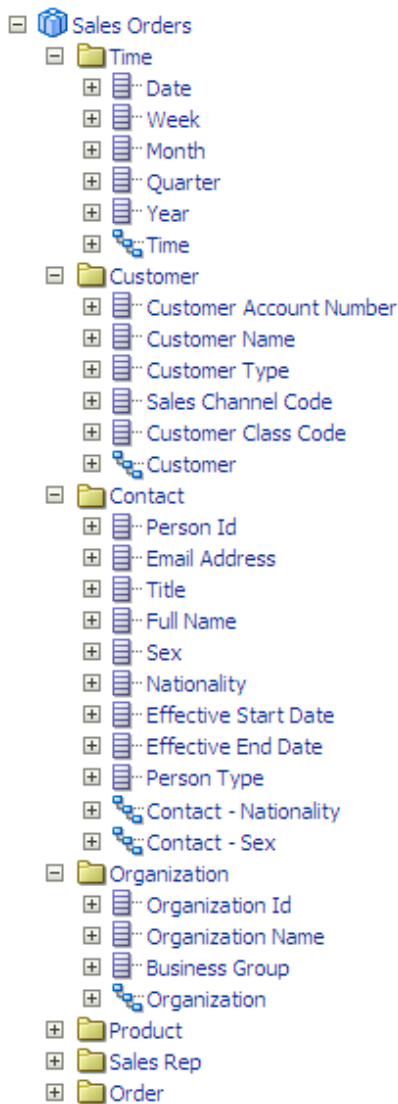 Sales Orders
Time
Date
Week
Month
Quarter
Year
Time
Customer
Customer Account Number
Customer Name
Customer Type
Sales Channel Code
Customer Class Code
Customer
Contact
Person Id
Email Address
Title
Full Name
Sex
Nationality
Effective Start Date
Effective End Date
Person Type
Contact - Nationality
Contact - Sex
Organization
Organization Id
Organization Name
Business Group
Organization
Product
Sales Rep
Order